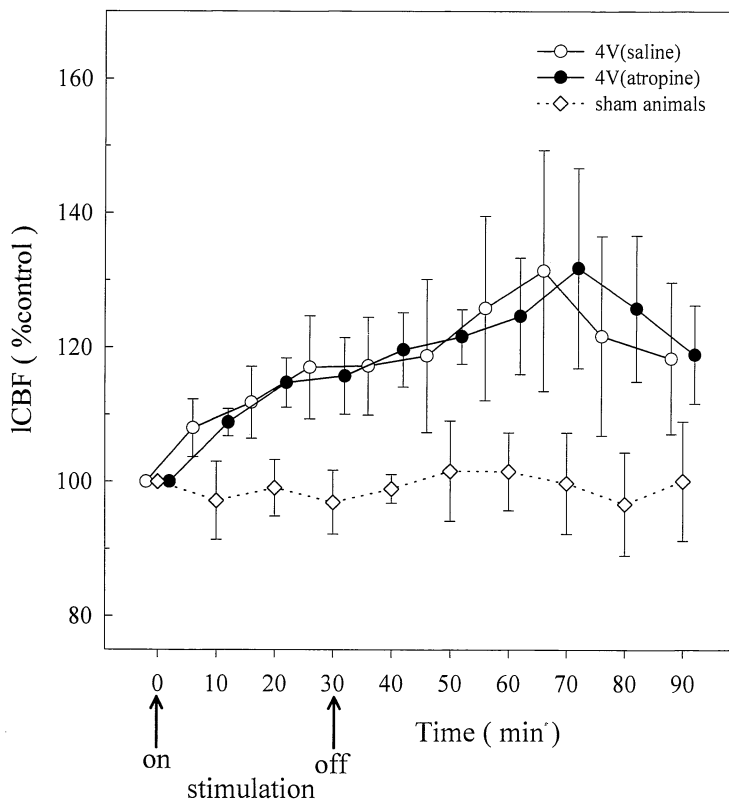 4V(saline)
4V(atropine)
sham animals
lCBF ( %control )
160
140
120
100
80
0 10 20 30 40 50 60 70 80 90
Time ( min )
on
off
stimulation